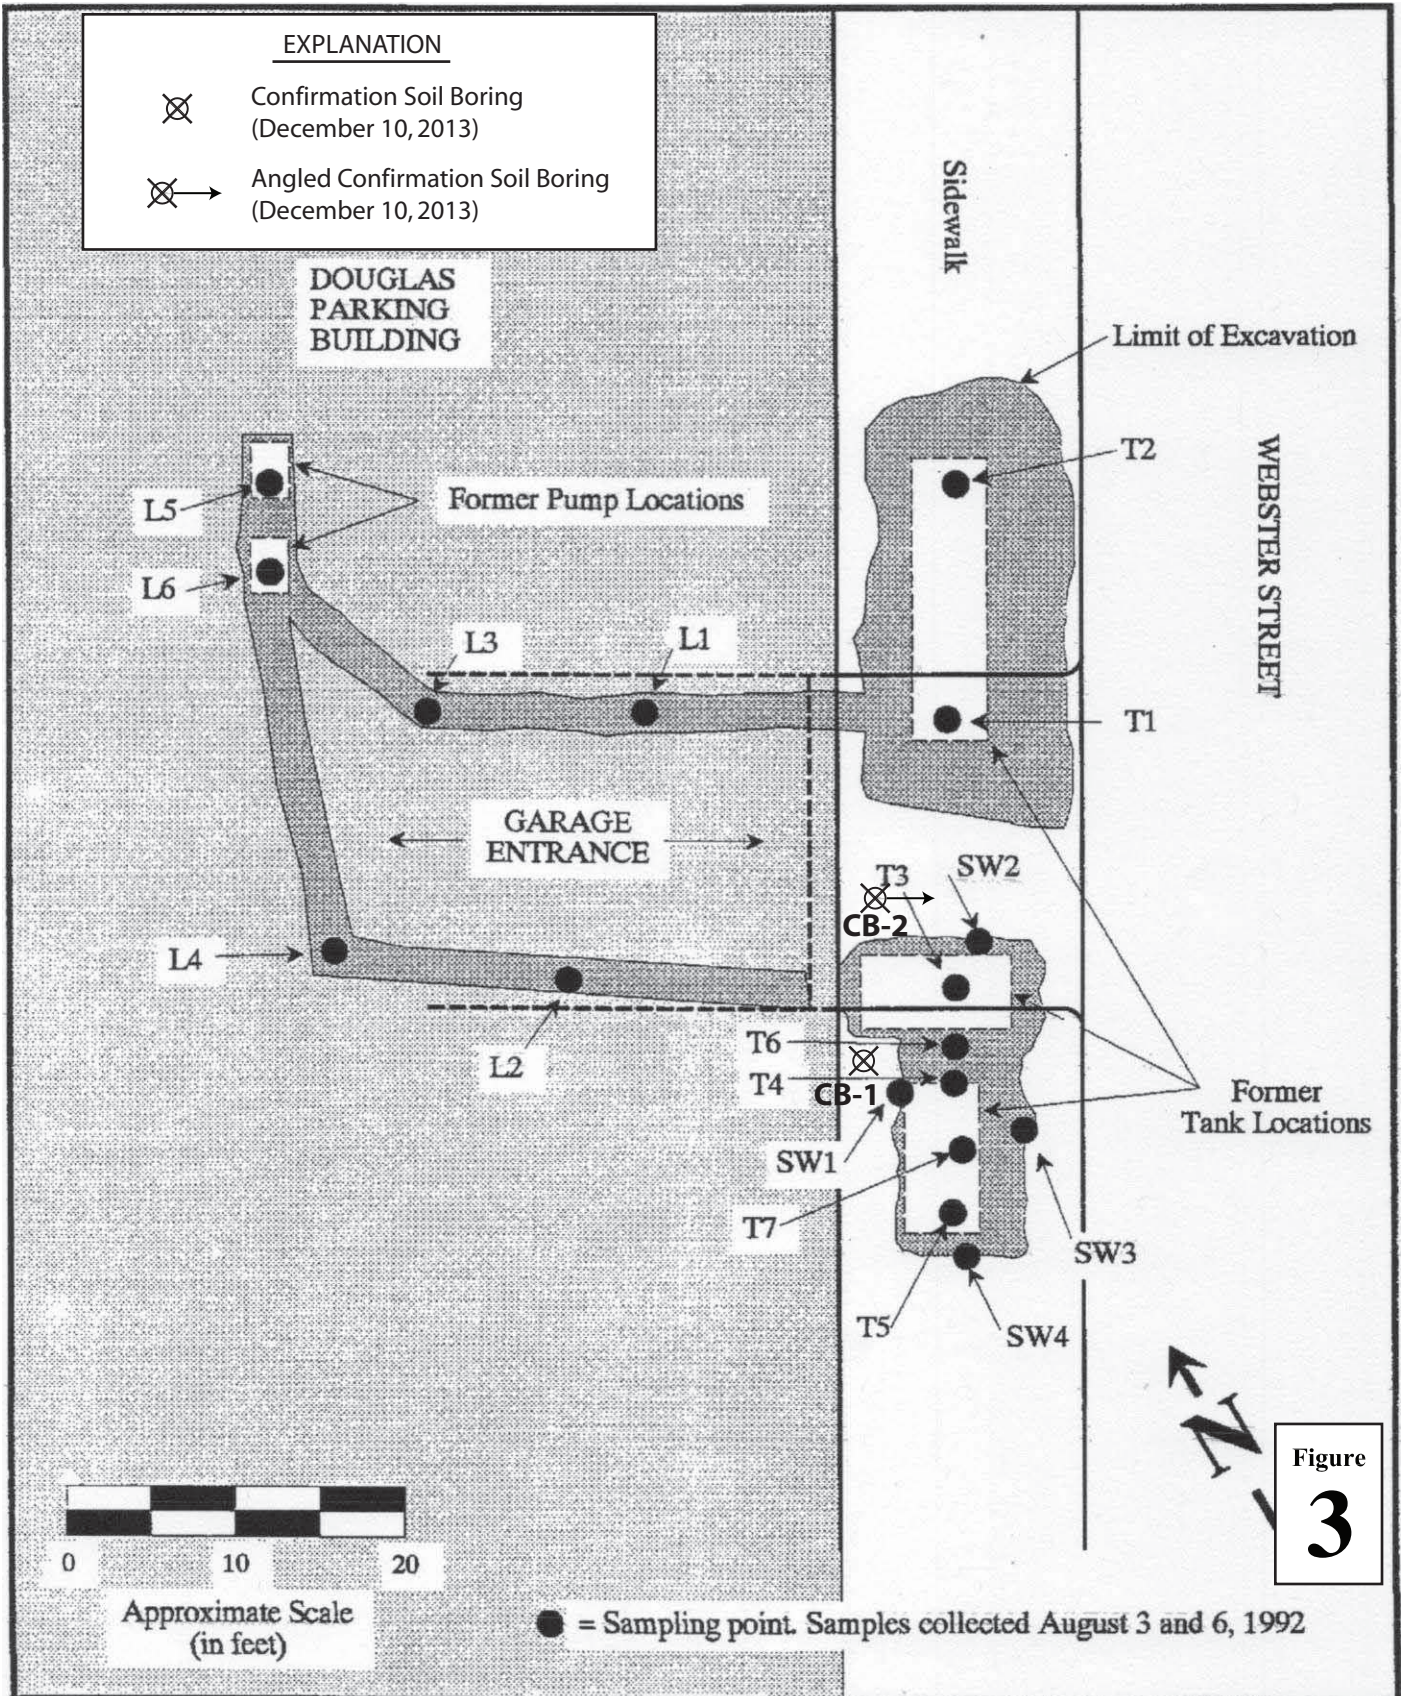 EXPLANATION
Confirmation Soil Boring
(December 10, 2013)
Angled Confirmation Soil Boring
(December 10, 2013)
Sidewalk
DOUGLAS
PARKING
BUILDING
Limit of Excavation
T2
WEBSTER STREET
Former Pump Locations
L5
L6
L3
L1
T1
GARAGE
ENTRANCE
T3
SW2
CB-2
L4
L2
T6
T4
CB-1
Former
Tank Locations
SW1
T7
SW3
T5
SW4
N
Figure
3
0
10
20
Approximate Scale
(in feet)
= Sampling point. Samples collected August 3 and 6, 1992